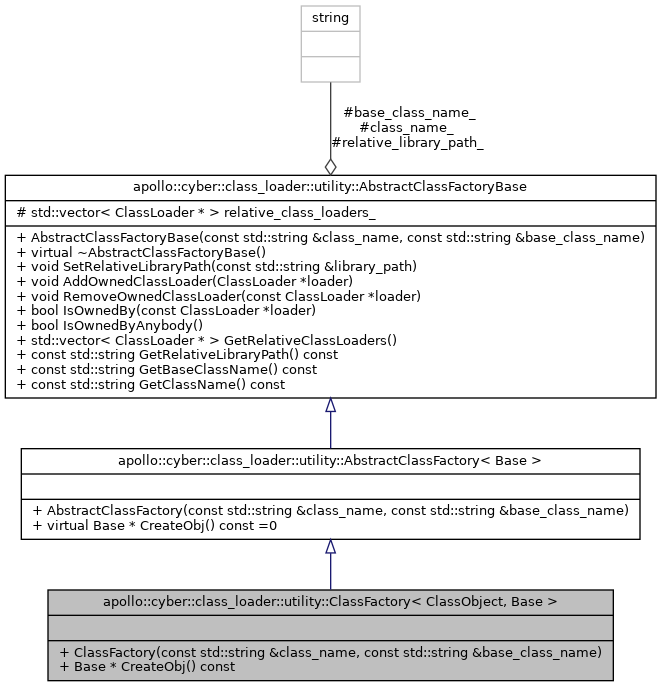 string
#base_class_name_
#class_name_
#relative_library_path_
apollo::cyber::class_loader::utility::AbstractClassFactoryBase
# std::vector< ClassLoader * > relative_class_loaders_
+ AbstractClassFactoryBase(const std::string &class_name, const std::string &base_class_name)
+ virtual ~AbstractClassFactoryBase()
+ void SetRelativeLibraryPath(const std::string &library_path)
+ void AddOwnedClassLoader(ClassLoader *loader)
+ void RemoveOwnedClassLoader(const ClassLoader *loader)
+ bool IsOwnedBy(const ClassLoader *loader)
+ bool IsOwnedByAnybody()
+ std::vector< ClassLoader * > GetRelativeClassLoaders()
+ const std::string GetRelativeLibraryPath() const
+ const std::string GetBaseClassName() const
+ const std::string GetClassName() const
apollo::cyber::class_loader::utility::AbstractClassFactory< Base >
+ AbstractClassFactory(const std::string &class_name, const std::string &base_class_name)
+ virtual Base * CreateObj() const =0
apollo::cyber::class_loader::utility::ClassFactory< ClassObject, Base >
+ ClassFactory(const std::string &class_name, const std::string &base_class_name)
+ Base * CreateObj() const